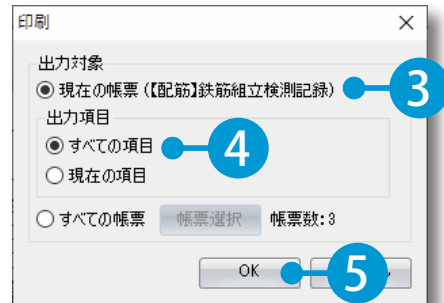 印刷
出力対象
現在の帳票(【配筋】鉄筋組立検測記録)
3
出力項目
すべての項目
4
現在の項目
すべての帳票 帳票選択 帳票数:3
OK
5